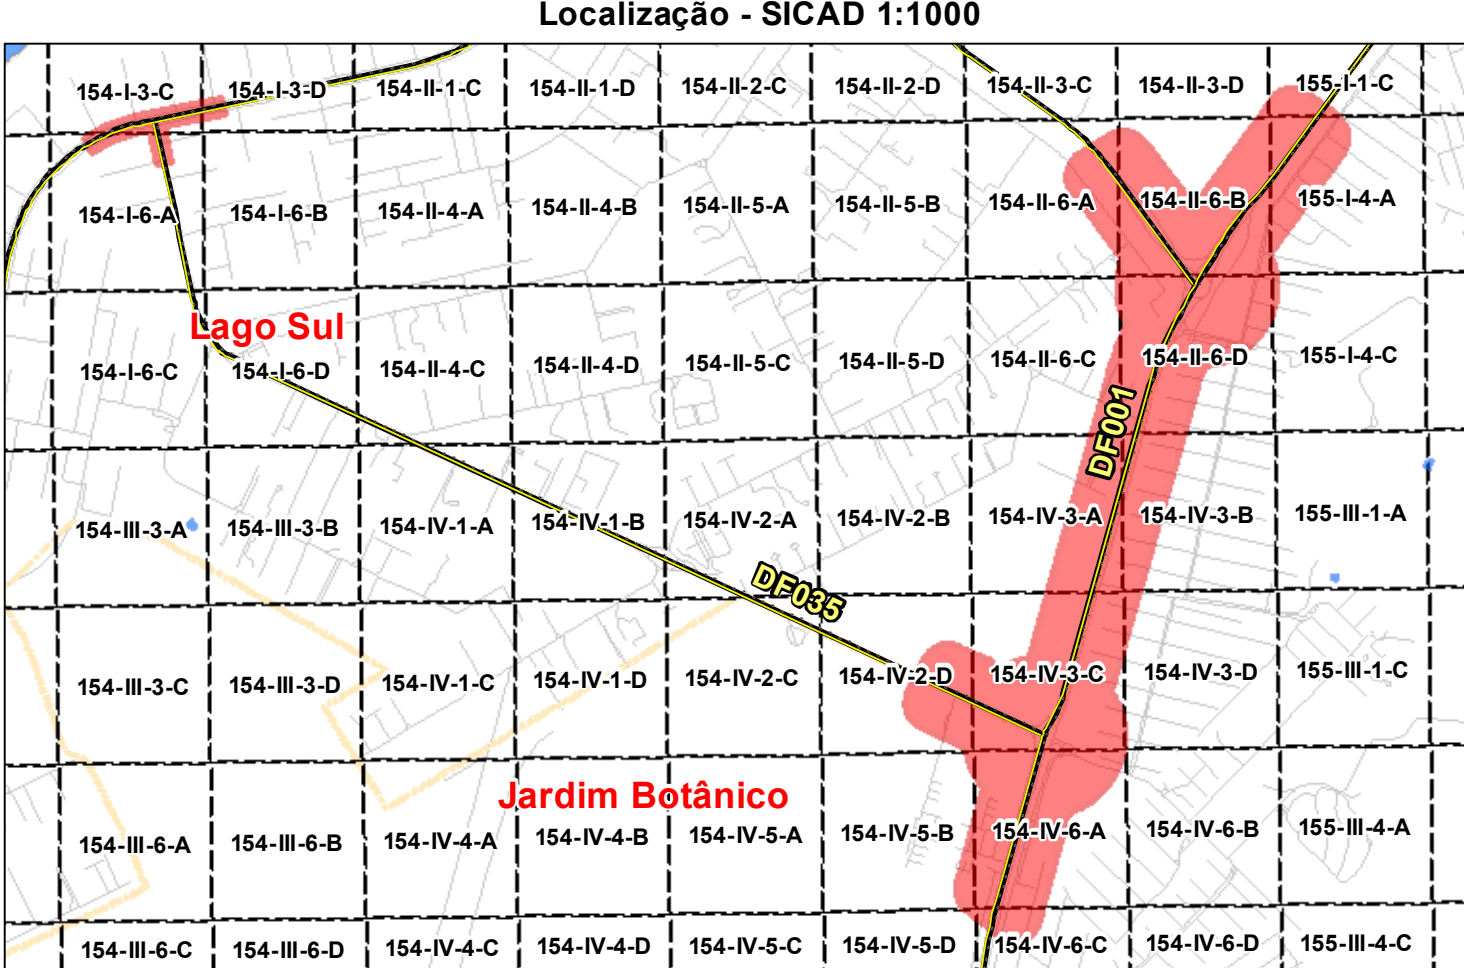 Localização - SICAD 1:1000
154-I-3-C 154-I-3-D 154-II-1-C 154-II-1-D 154-II-2-C 154-II-2-D 154-II-3-C 154-II-3-D 155-I-1-C
154-I-6-A 154-I-6-B 154-II-4-A 154-II-4-B 154-II-5-A 154-II-5-B 154-II-6-A 154-II-6-B 155-I-4-A
Lago Sul
154-I-6-C 154-I-6-D 154-II-4-C 154-II-4-D 154-II-5-C 154-II-5-D 154-II-6-C 154-II-6-D 155-I-4-C
DF001
154-III-3-A 154-III-3-B 154-IV-1-A 154-IV-1-B 154-IV-2-A 154-IV-2-B 154-IV-3-A 154-IV-3-B 155-III-1-A
DF035
154-III-3-C 154-III-3-D 154-IV-1-C 154-IV-1-D 154-IV-2-C 154-IV-2-D 154-IV-3-C 154-IV-3-D 155-III-1-C
Jardim Botânico
154-III-6-A 154-III-6-B 154-IV-4-A 154-IV-4-B 154-IV-5-A 154-IV-5-B 154-IV-6-A 154-IV-6-B 155-III-4-A
154-III-6-C 154-III-6-D 154-IV-4-C 154-IV-4-D 154-IV-5-C 154-IV-5-D 154-IV-6-C 154-IV-6-D 155-III-4-C